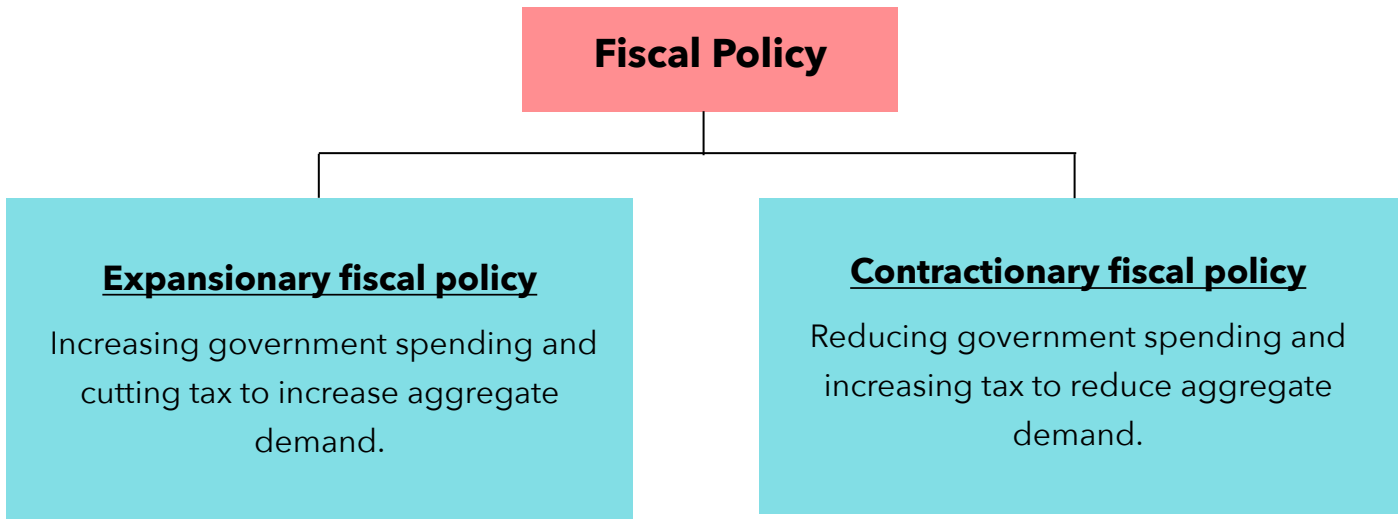 Fiscal Policy
Expansionary fiscal policy
Increasing government spending and
cutting tax to increase aggregate
demand.
Contractionary fiscal policy
Reducing government spending and
increasing tax to reduce aggregate
demand.